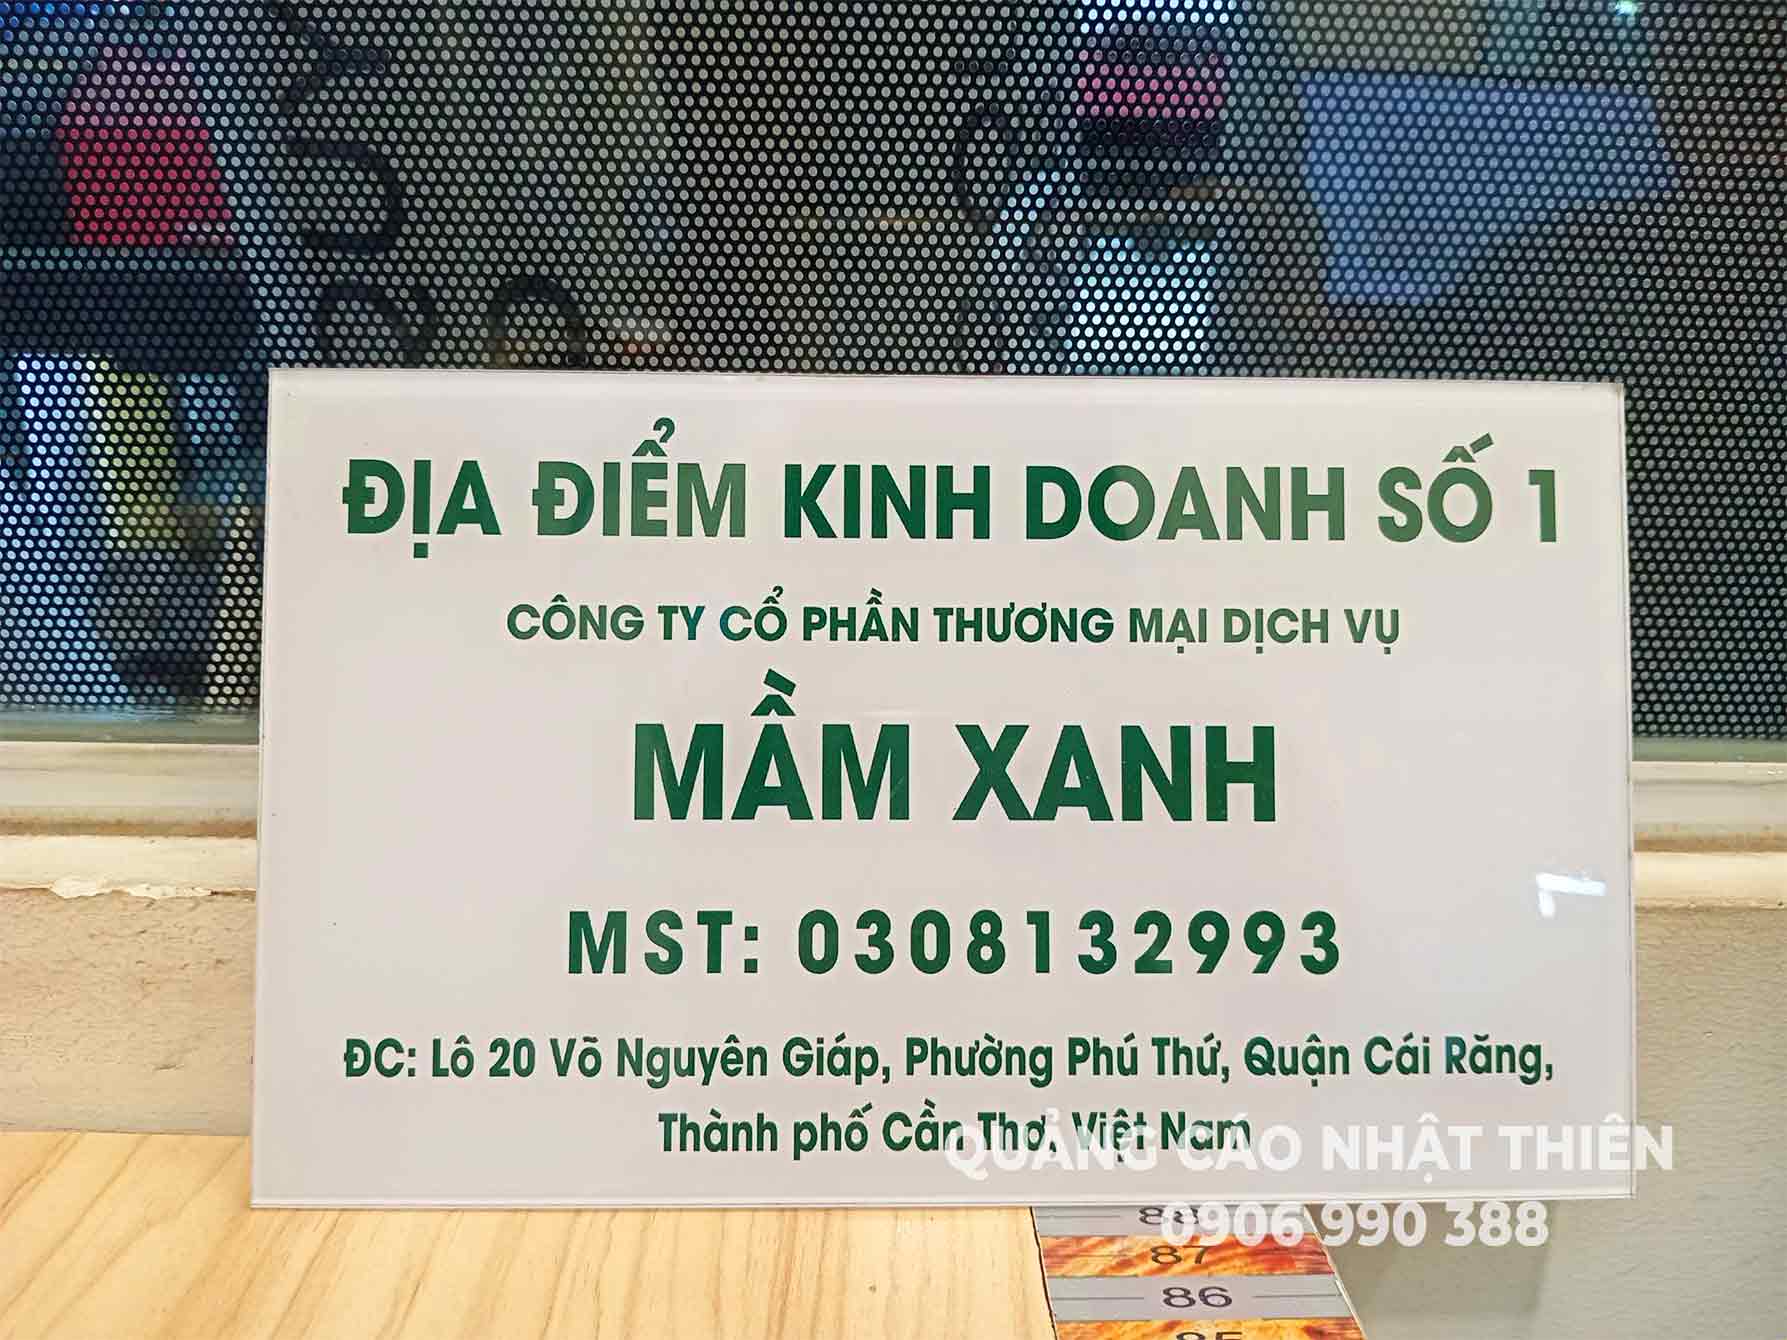 ĐỊA ĐIỂM KINH DOANH SỐ 1
CÔNG TY CỔ PHẦN THƯƠNG MẠI DỊCH VỤ
MẦM XANH
MST: 0308132993
ĐC: Lô 20 Võ Nguyên Giáp, Phường Phú Thứ, Quận Cái Răng,
Thành phố Cần Thơ, Việt Nam
QUẢNG CÁO NHẬT THIÊN
0906 990 388
88
87
86
85